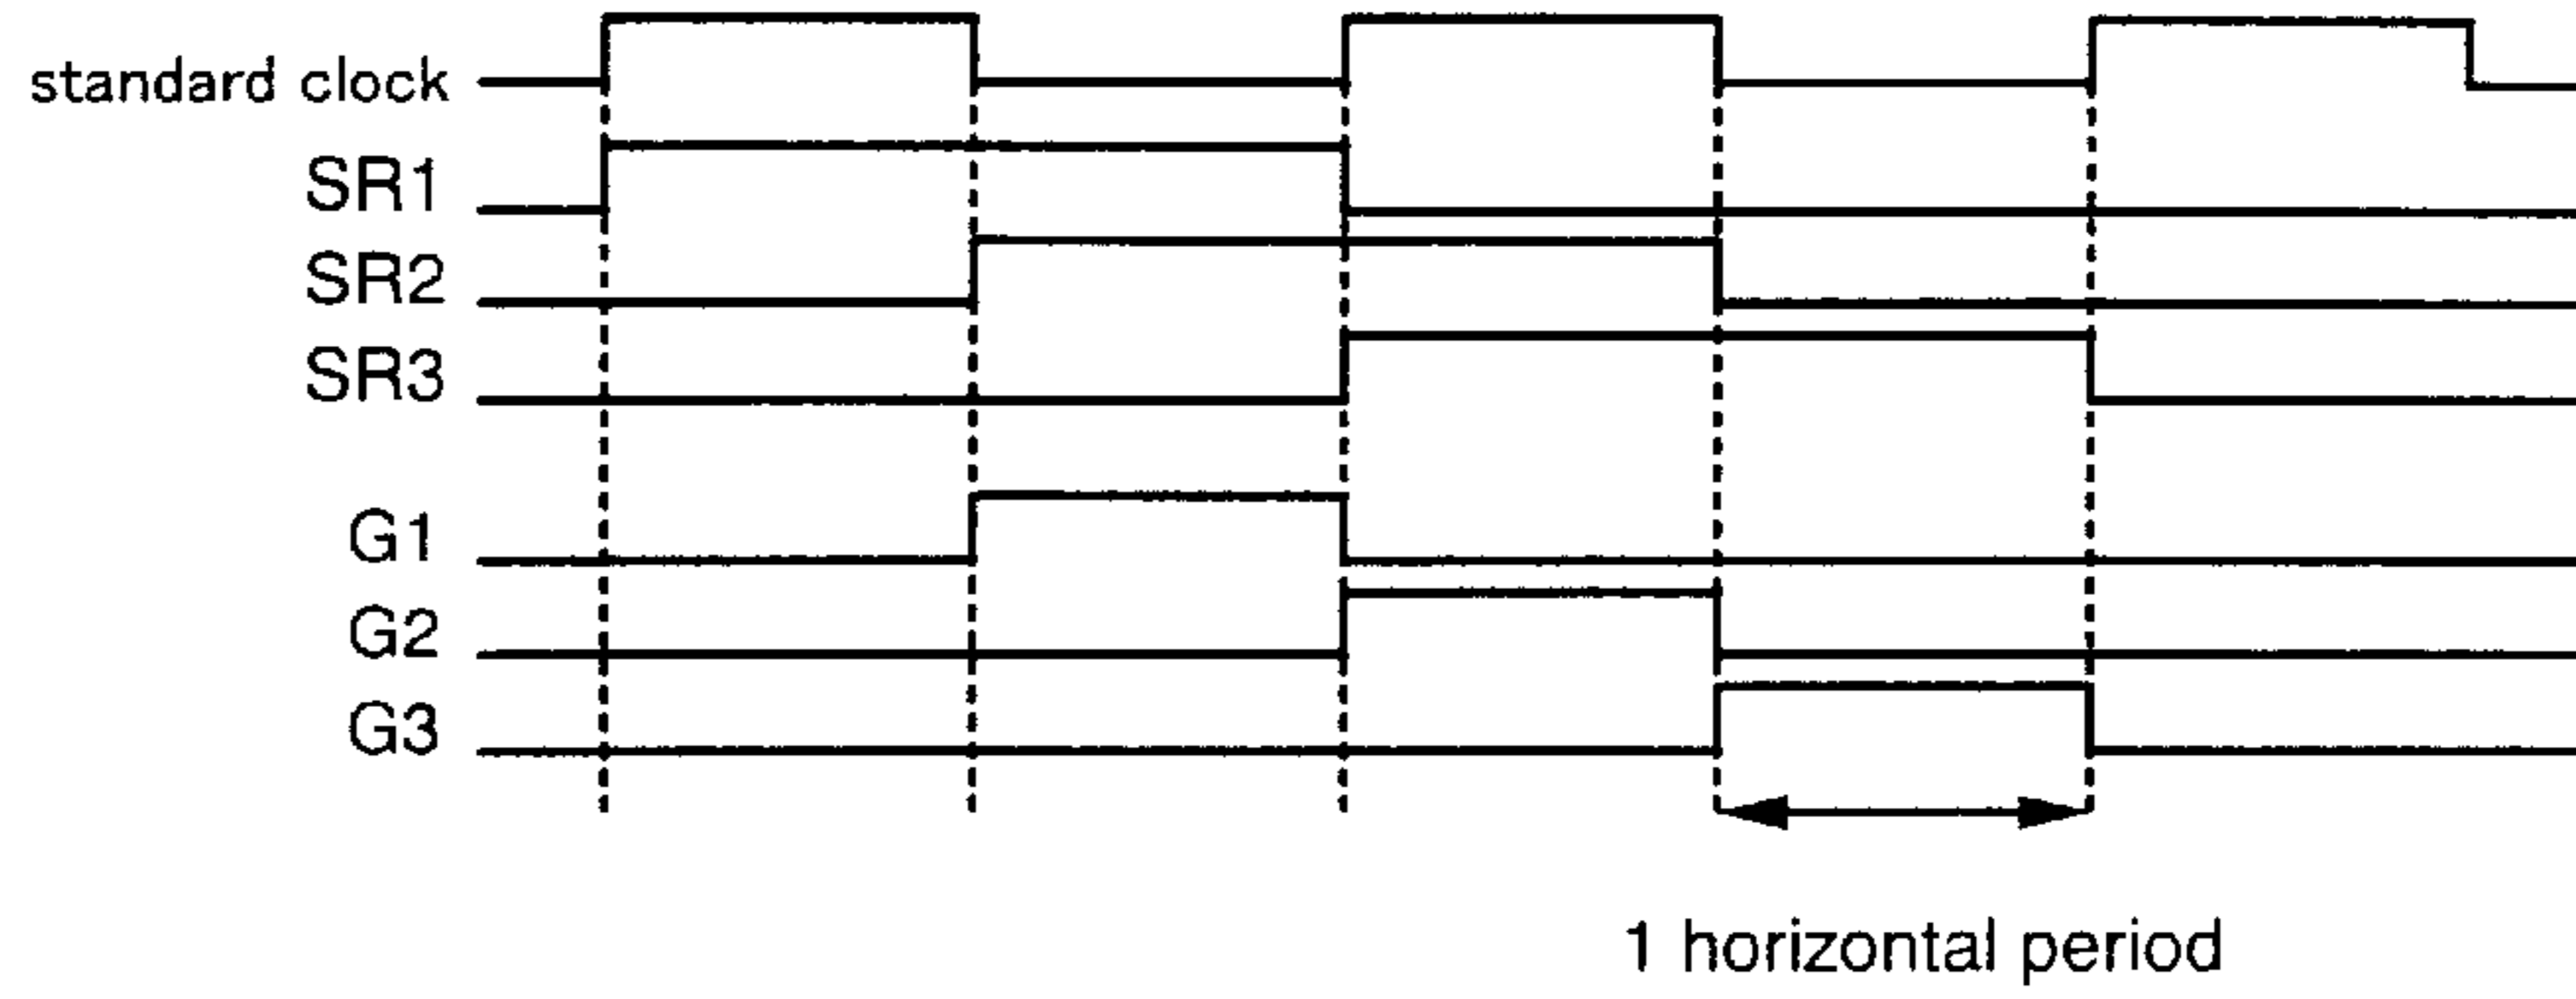 standard clock
SR1
SR2
SR3
G1
G2
G3
1 horizontal period